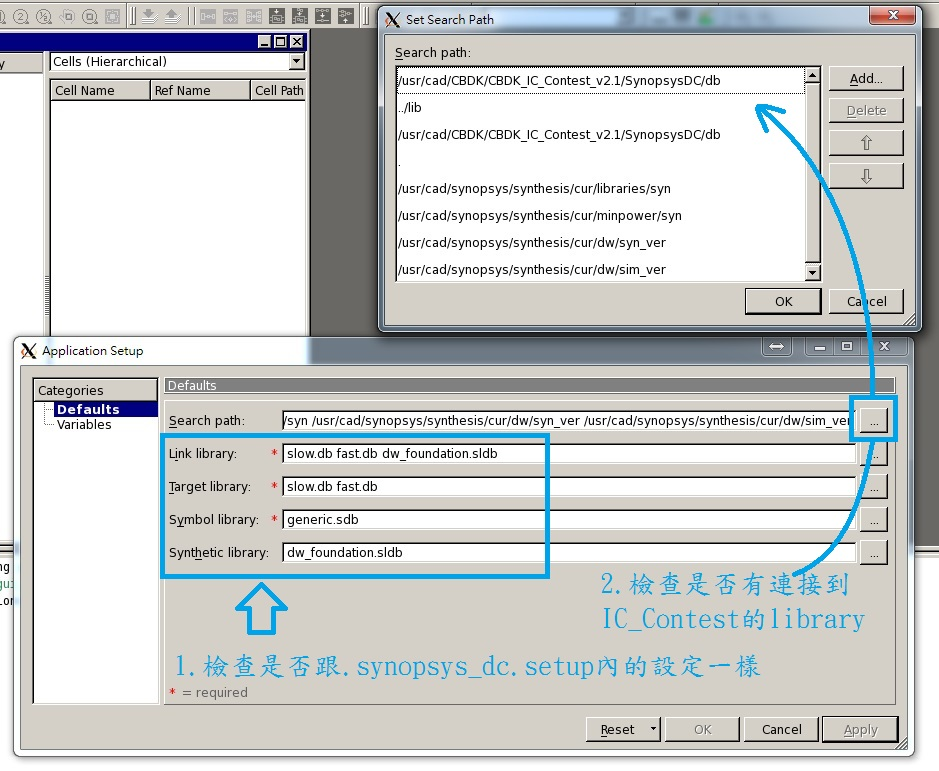 Set Search Path
Search path:
/usr/cad/CBDK/CBDK_IC_Contest_v2.1/SynopsysDC/db
../lib
/usr/cad/CBDK/CBDK_IC_Contest_v2.1/SynopsysDC/db
.
/usr/cad/synopsys/synthesis/cur/libraries/syn
/usr/cad/synopsys/synthesis/cur/minpower/syn
/usr/cad/synopsys/synthesis/cur/dw/syn_ver
/usr/cad/synopsys/synthesis/cur/dw/sim_ver
Add...
Delete
OK
Cancel
Cells (Hierarchical)
Cell Name
Ref Name
Cell Path
Application Setup
Categories
Defaults
Variables
Defaults
Search path: /syn /usr/cad/synopsys/synthesis/cur/dw/syn_ver /usr/cad/synopsys/synthesis/cur/dw/sim_ver ...
Link library: * slow.db fast.db dw_foundation.sldb ...
Target library: * slow.db fast.db ...
Symbol library: * generic.sdb ...
Synthetic library: dw_foundation.sldb ...
2.檢查是否有連接到
IC_Contest的library
1.檢查是否跟.synopsys_dc.setup內的設定一樣
* = required
Reset
OK
Cancel
Apply